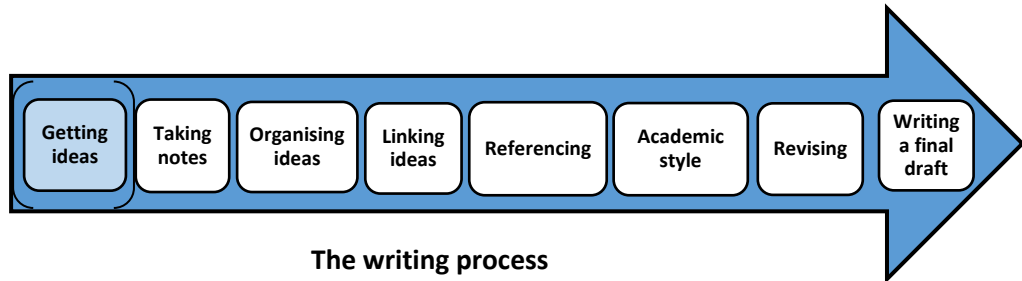 Getting
ideas
Taking
notes
Organising
ideas
Linking
ideas
Referencing
Academic
style
Revising
Writing
a final
draft
The writing process